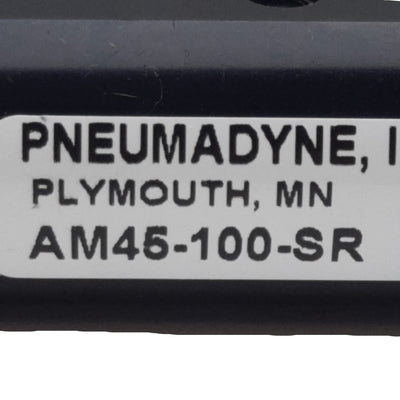 PNEUMADYNE, I
PLYMOUTH, MN
AM45-100-SR